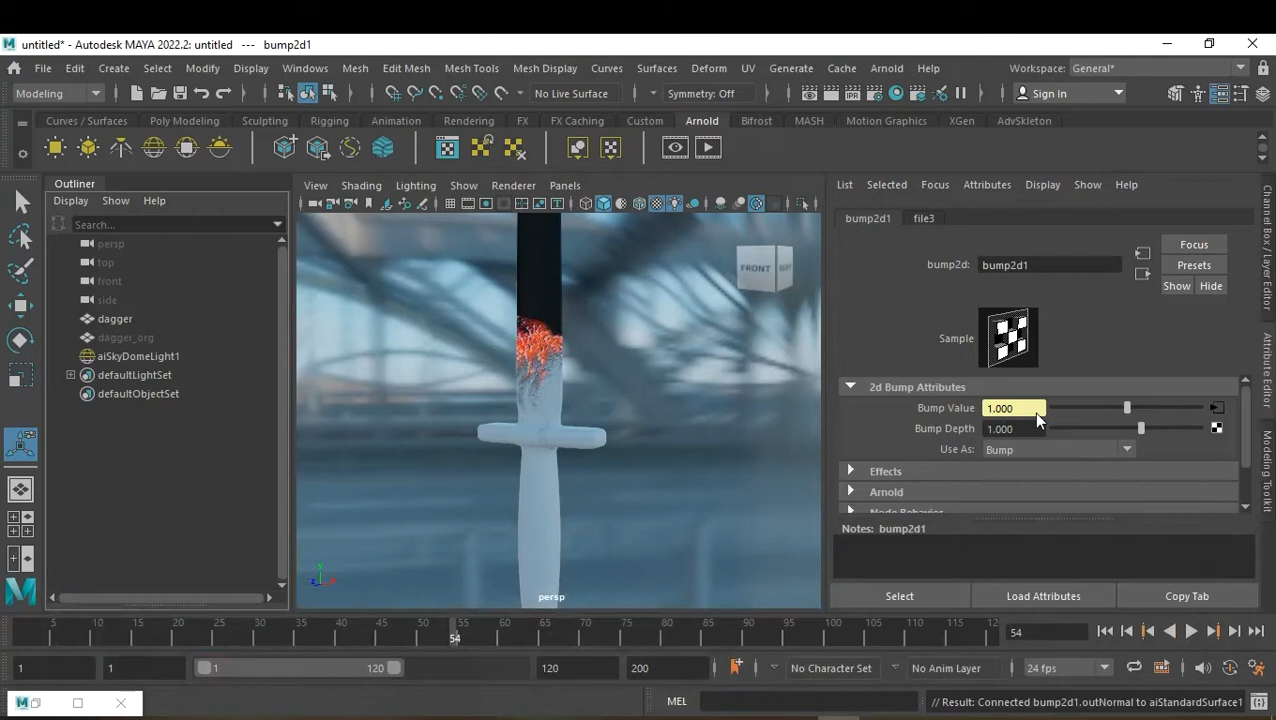 untitled* - Autodesk MAYA 2022.2: untitled --- bump2d1
File Edit Create Select Modify Display Windows Mesh Edit Mesh Mesh Tools Mesh Display Curves Surfaces Deform UV Generate Cache Arnold Help Workspace: General*
Modeling No Live Surface Symmetry: Off IPR Sign In
Curves / Surfaces Poly Modeling Sculpting Rigging Animation Rendering FX FX Caching Custom Arnold Bifrost MASH Motion Graphics XGen AdvSkeleton
Outliner
Display Show Help
Search...
persp
top
front
side
dagger
dagger_org
aiSkyDomeLight1
defaultLightSet
defaultObjectSet
View Shading Lighting Show Renderer Panels
FRONT
persp
List Selected Focus Attributes Display Show Help
bump2d1 file3
Focus
bump2d: bump2d1
Presets
Show Hide
Sample
2d Bump Attributes
Bump Value 1.000
Bump Depth 1.000
Use As: Bump
Effects
Arnold
Node Behavior
Notes: bump2d1
Select Load Attributes Copy Tab
Channel Box / Layer Editor
Attribute Editor
Modeling Toolkit
5 10 15 20 25 30 35 40 45 50 54 60 65 70 75 80 85 90 95 100 105 110 115 12
54
1 1 1 120 120 200 No Character Set No Anim Layer 24 fps
MEL // Result: Connected bump2d1.outNormal to aiStandardSurface1